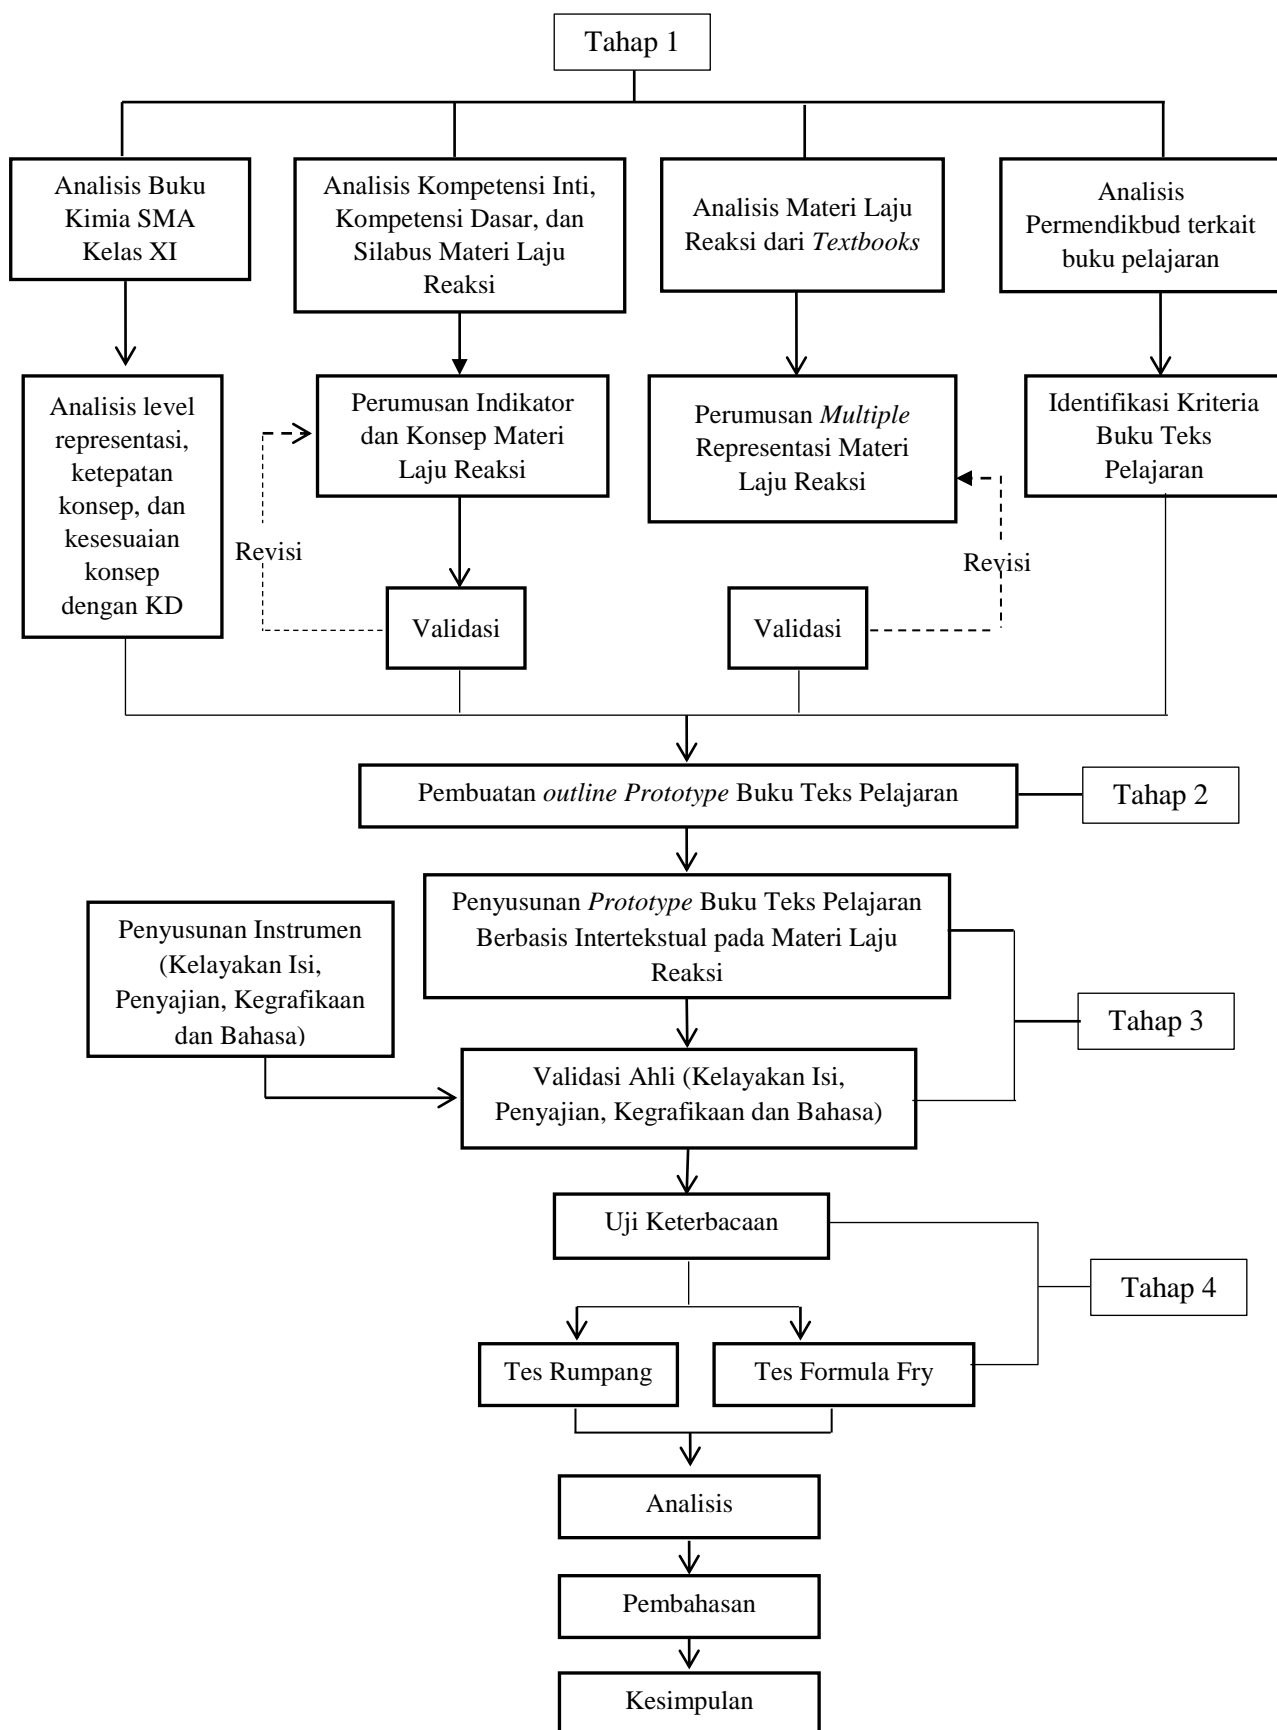 Tahap 1
Analisis Buku
Kimia SMA
Kelas XI
Analisis Kompetensi Inti,
Kompetensi Dasar, dan
Silabus Materi Laju
Reaksi
Analisis Materi Laju
Reaksi dari Textbooks
Analisis
Permendikbud terkait
buku pelajaran
Analisis level
representasi,
ketepatan
konsep, dan
kesesuaian
konsep
dengan KD
Perumusan Indikator
dan Konsep Materi
Laju Reaksi
Perumusan Multiple
Representasi Materi
Laju Reaksi
Identifikasi Kriteria
Buku Teks
Pelajaran
Revisi
Revisi
Validasi
Validasi
Pembuatan outline Prototype Buku Teks Pelajaran
Tahap 2
Penyusunan Prototype Buku Teks Pelajaran
Berbasis Intertekstual pada Materi Laju
Reaksi
Penyusunan Instrumen
(Kelayakan Isi,
Penyajian, Kegrafikaan
dan Bahasa)
Tahap 3
Validasi Ahli (Kelayakan Isi,
Penyajian, Kegrafikaan dan Bahasa)
Uji Keterbacaan
Tahap 4
Tes Rumpang
Tes Formula Fry
Analisis
Pembahasan
Kesimpulan